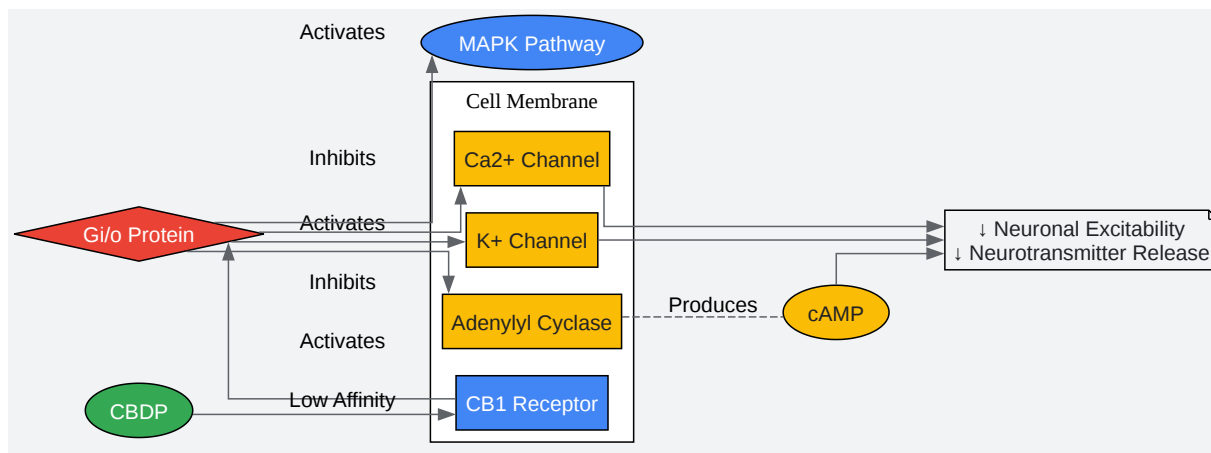 Activates
MAPK Pathway
Cell Membrane
Inhibits
Ca2+ Channel
Activates
Gi/o Protein
K+ Channel
↓ Neuronal Excitability
↓ Neurotransmitter Release
Inhibits
Adenylyl Cyclase
Produces
cAMP
Activates
Low Affinity
CB1 Receptor
CBDP